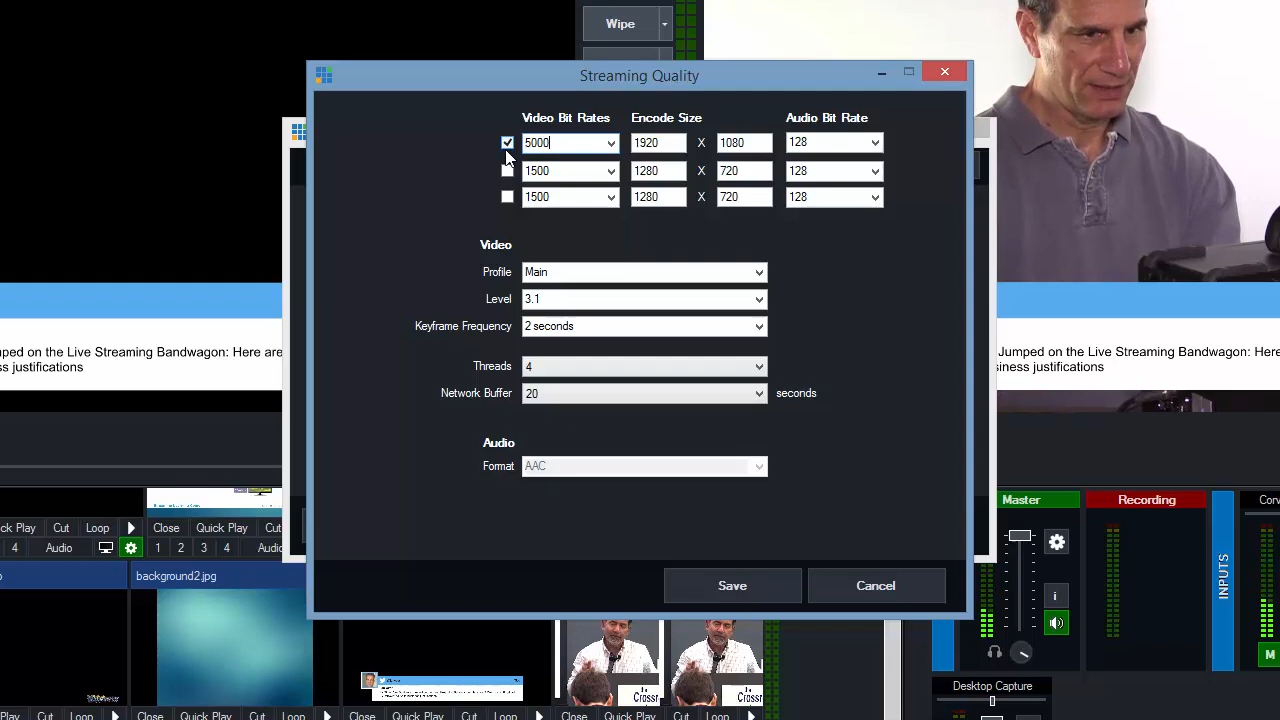 Wipe
Streaming Quality
Video Bit Rates Encode Size Audio Bit Rate
5000 1920 X 1080 128
1500 1280 X 720 128
1500 1280 X 720 128
Video
Profile Main
Level 3.1
Keyframe Frequency 2 seconds
Threads 4
Network Buffer 20 seconds
Audio
Format AAC
Save Cancel
ped on the Live Streaming Bandwagon: Here are
s justifications
Jumped on the Live Streaming Bandwagon: Here
siness justifications
Master Recording Corv
INPUTS
i
M
ck Play Cut Loop Close Quick Play Cut
4 Audio 1 2 3 4 Audio
background2.jpg
Desktop Capture
Play Cut Loop Close Quick Play Cut Loop Close Quick Play Cut Loop Close Quick Play Cut Loop